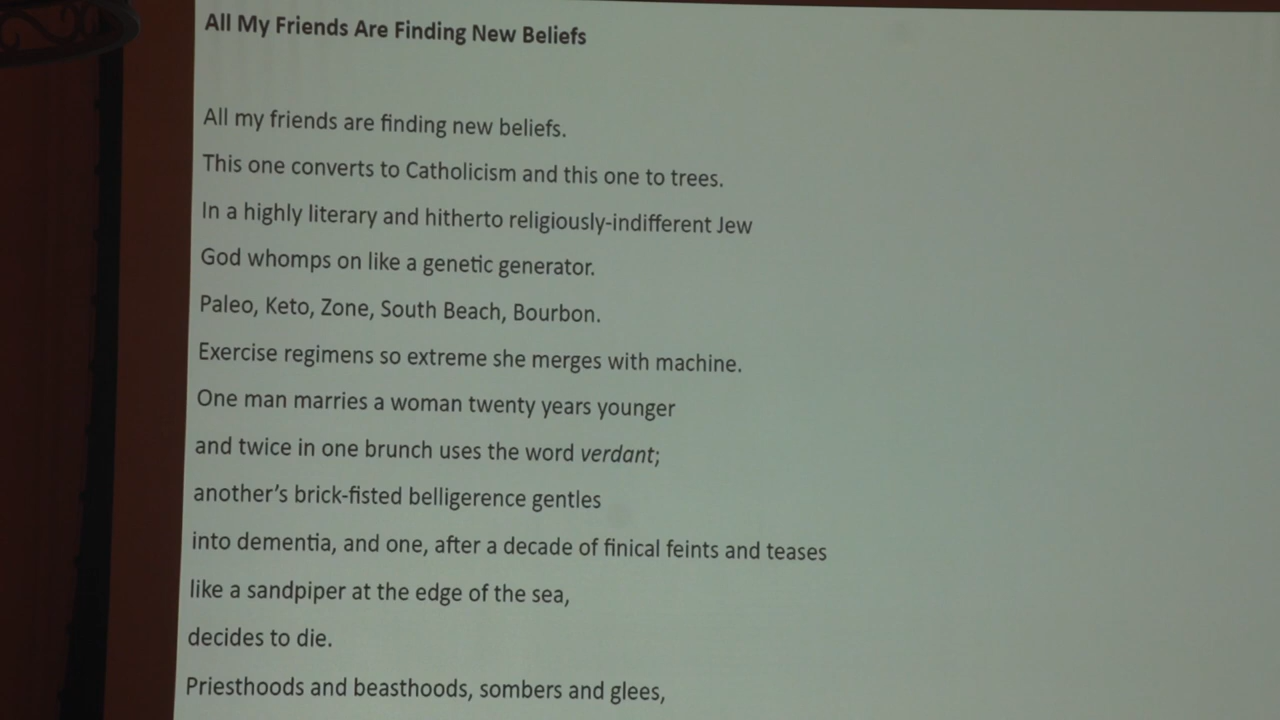 All My Friends Are Finding New Beliefs
All my friends are finding new beliefs.
This one converts to Catholicism and this one to trees.
In a highly literary and hitherto religiously-indifferent Jew
God whomps on like a genetic generator.
Paleo, Keto, Zone, South Beach, Bourbon.
Exercise regimens so extreme she merges with machine.
One man marries a woman twenty years younger
and twice in one brunch uses the word verdant;
another’s brick-fisted belligerence gentles
into dementia, and one, after a decade of finical feints and teases
like a sandpiper at the edge of the sea,
decides to die.
Priesthoods and beasthoods, sombers and glees,